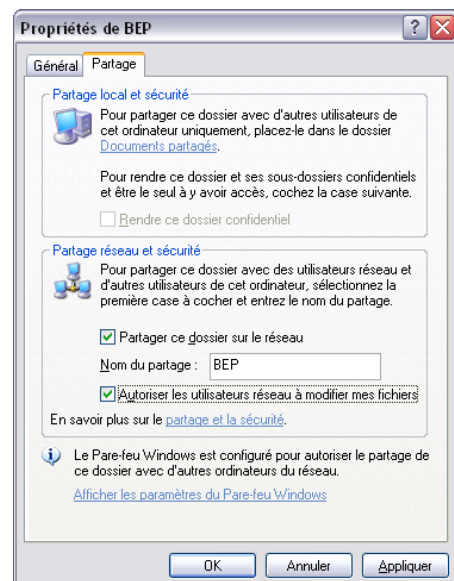 Propriétés de BEP
Général
Partage
Partage local et sécurité
Pour partager ce dossier avec d'autres utilisateurs de
cet ordinateur uniquement, placez-le dans le dossier
Documents partagés.
Pour rendre ce dossier et ses sous-dossiers confidentiels
et être le seul à y avoir accès, cochez la case suivante.
Rendre ce dossier confidentiel
Partage réseau et sécurité
Pour partager ce dossier avec des utilisateurs réseau et
d'autres utilisateurs de cet ordinateur, sélectionnez la
première case à cocher et entrez le nom du partage.
Partager ce dossier sur le réseau
Nom du partage : BEP
Autoriser les utilisateurs réseau à modifier mes fichiers
En savoir plus sur le partage et la sécurité.
Le Pare-feu Windows est configuré pour autoriser le partage de
ce dossier avec d'autres ordinateurs du réseau.
Afficher les paramètres du Pare-feu Windows
OK Annuler Appliquer